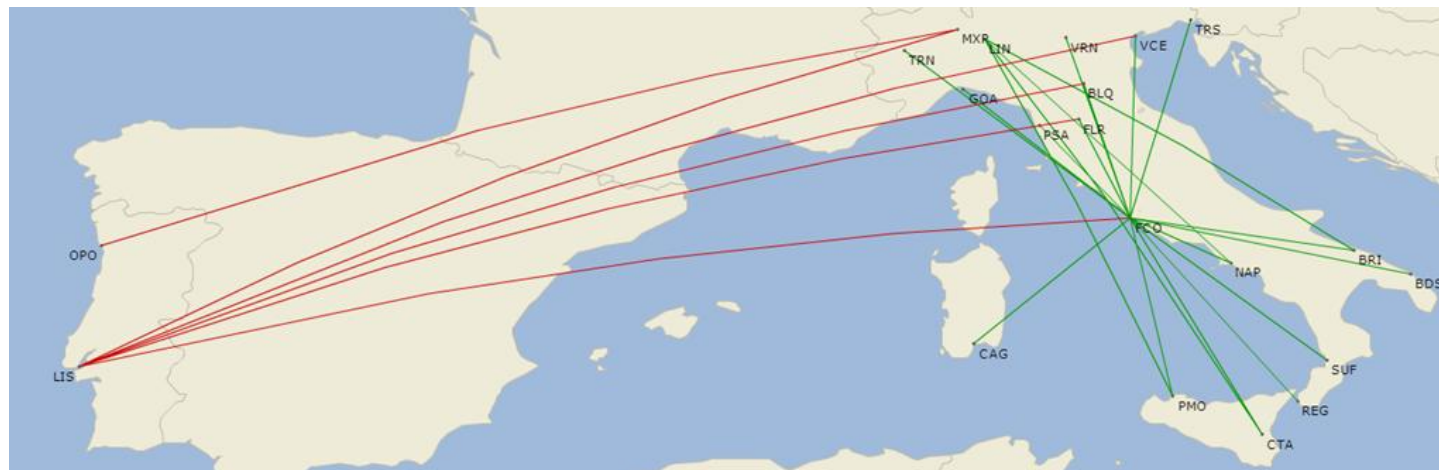 TRS
MXP
LIN
VRN
VCE
TRN
GOA
BLQ
PSA
FLR
FCO
OPO
BRI
NAP
BDS
CAG
SUF
LIS
PMO
REG
CTA